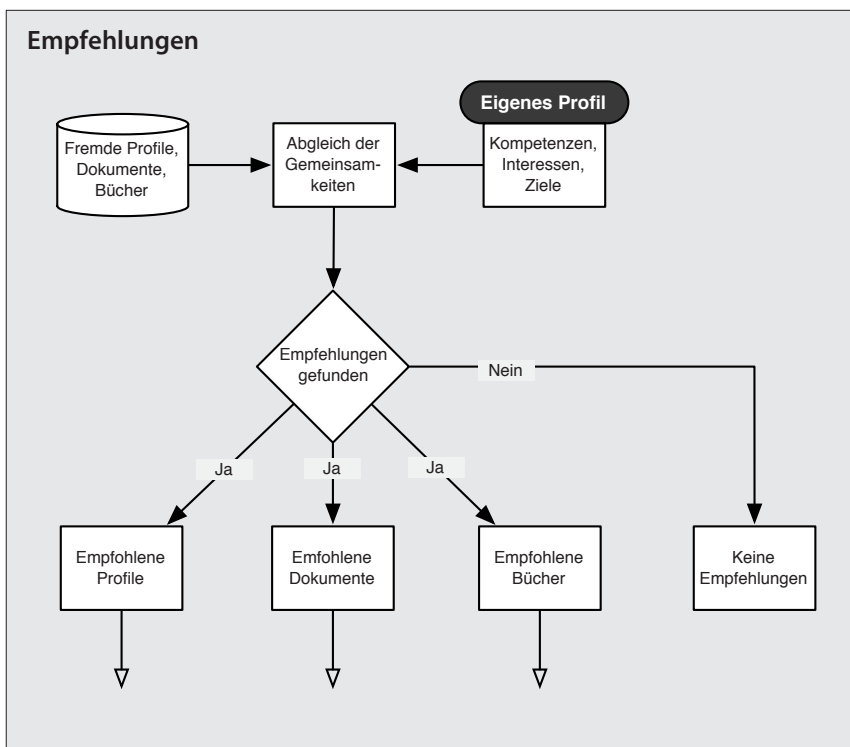 Empfehlungen
Eigenes Profil
Fremde Profile,
Dokumente,
Bücher
Abgleich der
Gemeinsam-
keiten
Kompetenzen,
Interessen,
Ziele
Empfehlungen
gefunden
Nein
Ja
Ja
Ja
Empfohlene
Profile
Emfohlene
Dokumente
Empfohlene
Bücher
Keine
Empfehlungen